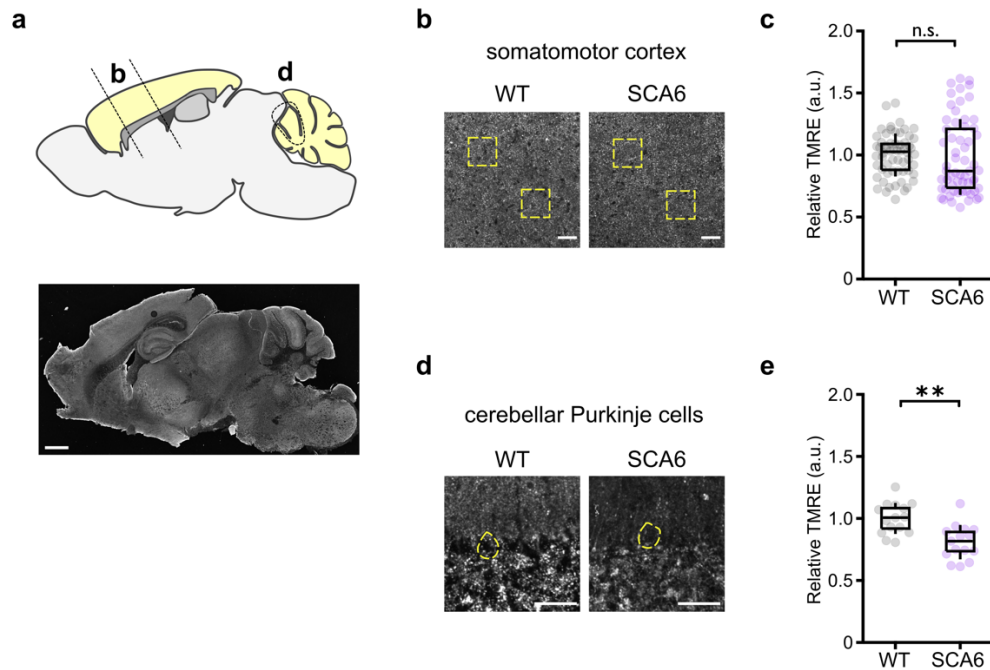 a
b
d
b
somatomotor cortex
WT
SCA6
c
n.s.
Relative TMRE (a.u.)
2.0
1.5
1.0
0.5
0
WT
SCA6
d
cerebellar Purkinje cells
WT
SCA6
e
**
Relative TMRE (a.u.)
2.0
1.5
1.0
0.5
0
WT
SCA6